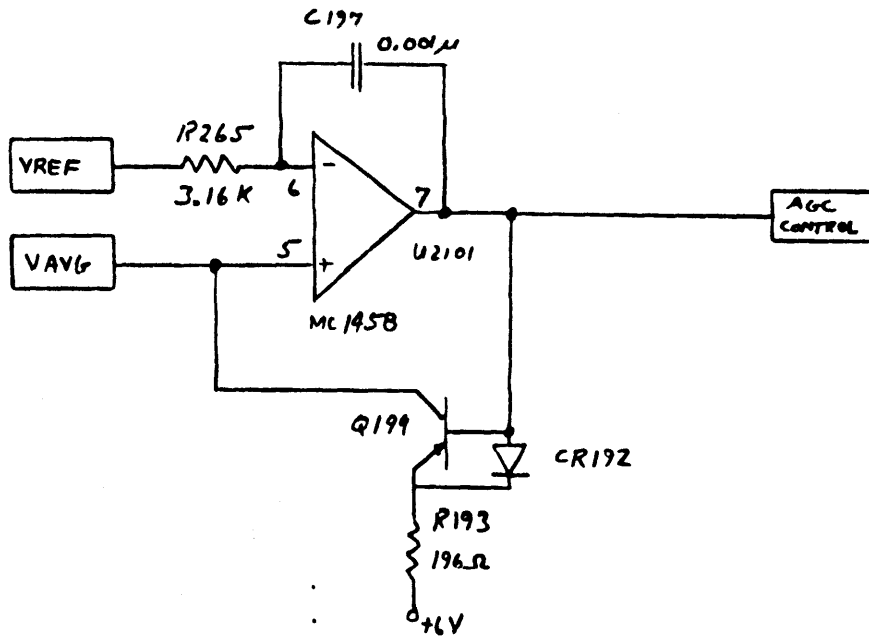 C197
0.001μ
R265
VREF
3.16K
6
-
7
AGC
CONTROL
VAVG
5
+
U2101
MC1458
Q199
CR192
R193
196Ω
+6V